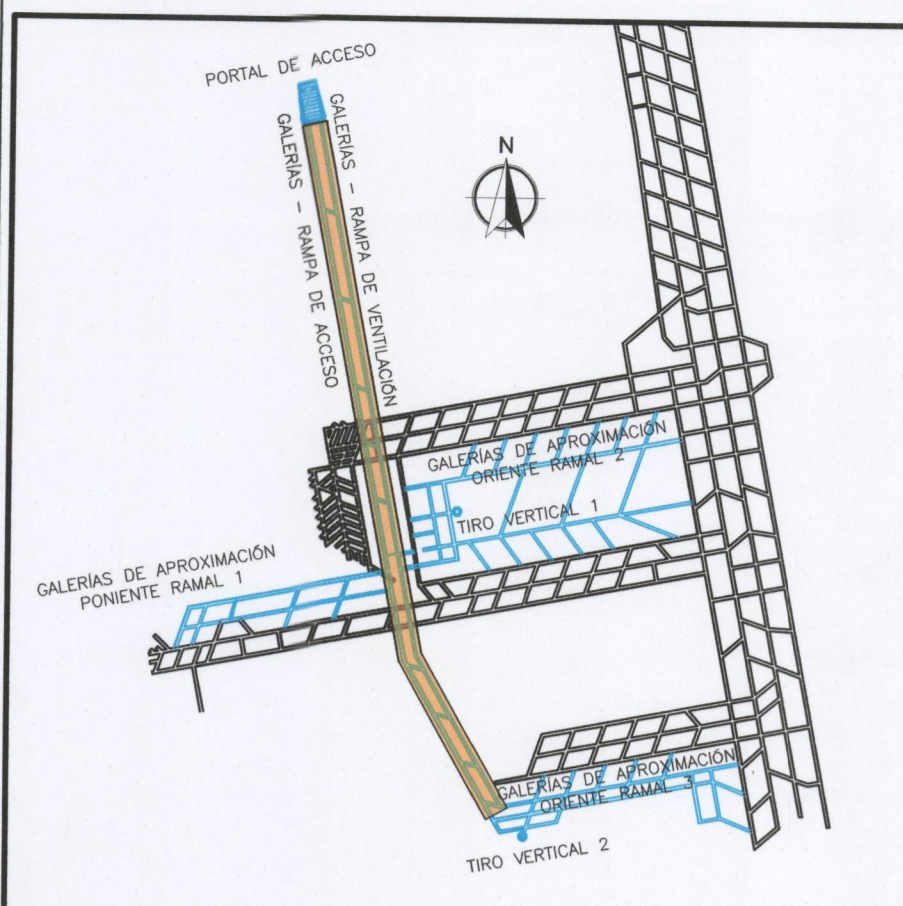 PORTAL DE ACCESO
GALERÍAS - RAMPA DE VENTILACIÓN
GALERÍAS - RAMPA DE ACCESO
N
GALERÍAS DE APROXIMACIÓN
ORIENTE RAMAL 2
TIRO VERTICAL 1
GALERÍAS DE APROXIMACIÓN
PONIENTE RAMAL 1
GALERÍAS DE APROXIMACIÓN
ORIENTE RAMAL 3
TIRO VERTICAL 2